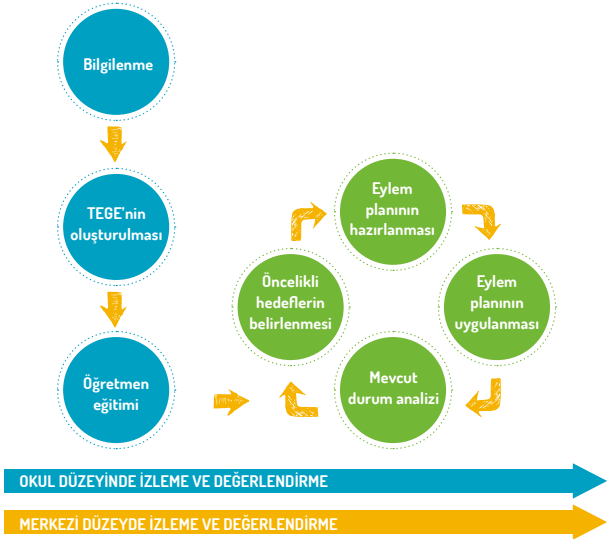 Bilgilenme
TEGE'nin
oluşturulması
Öğretmen
eğitimi
Eylem
planının
hazırlanması
Öncelikli
hedeflerin
belirlenmesi
Eylem
planının
uygulanması
Mevcut
durum analizi
OKUL DÜZEYİNDE İZLEME VE DEĞERLENDİRME
MERKEZİ DÜZEYDE İZLEME VE DEĞERLENDİRME